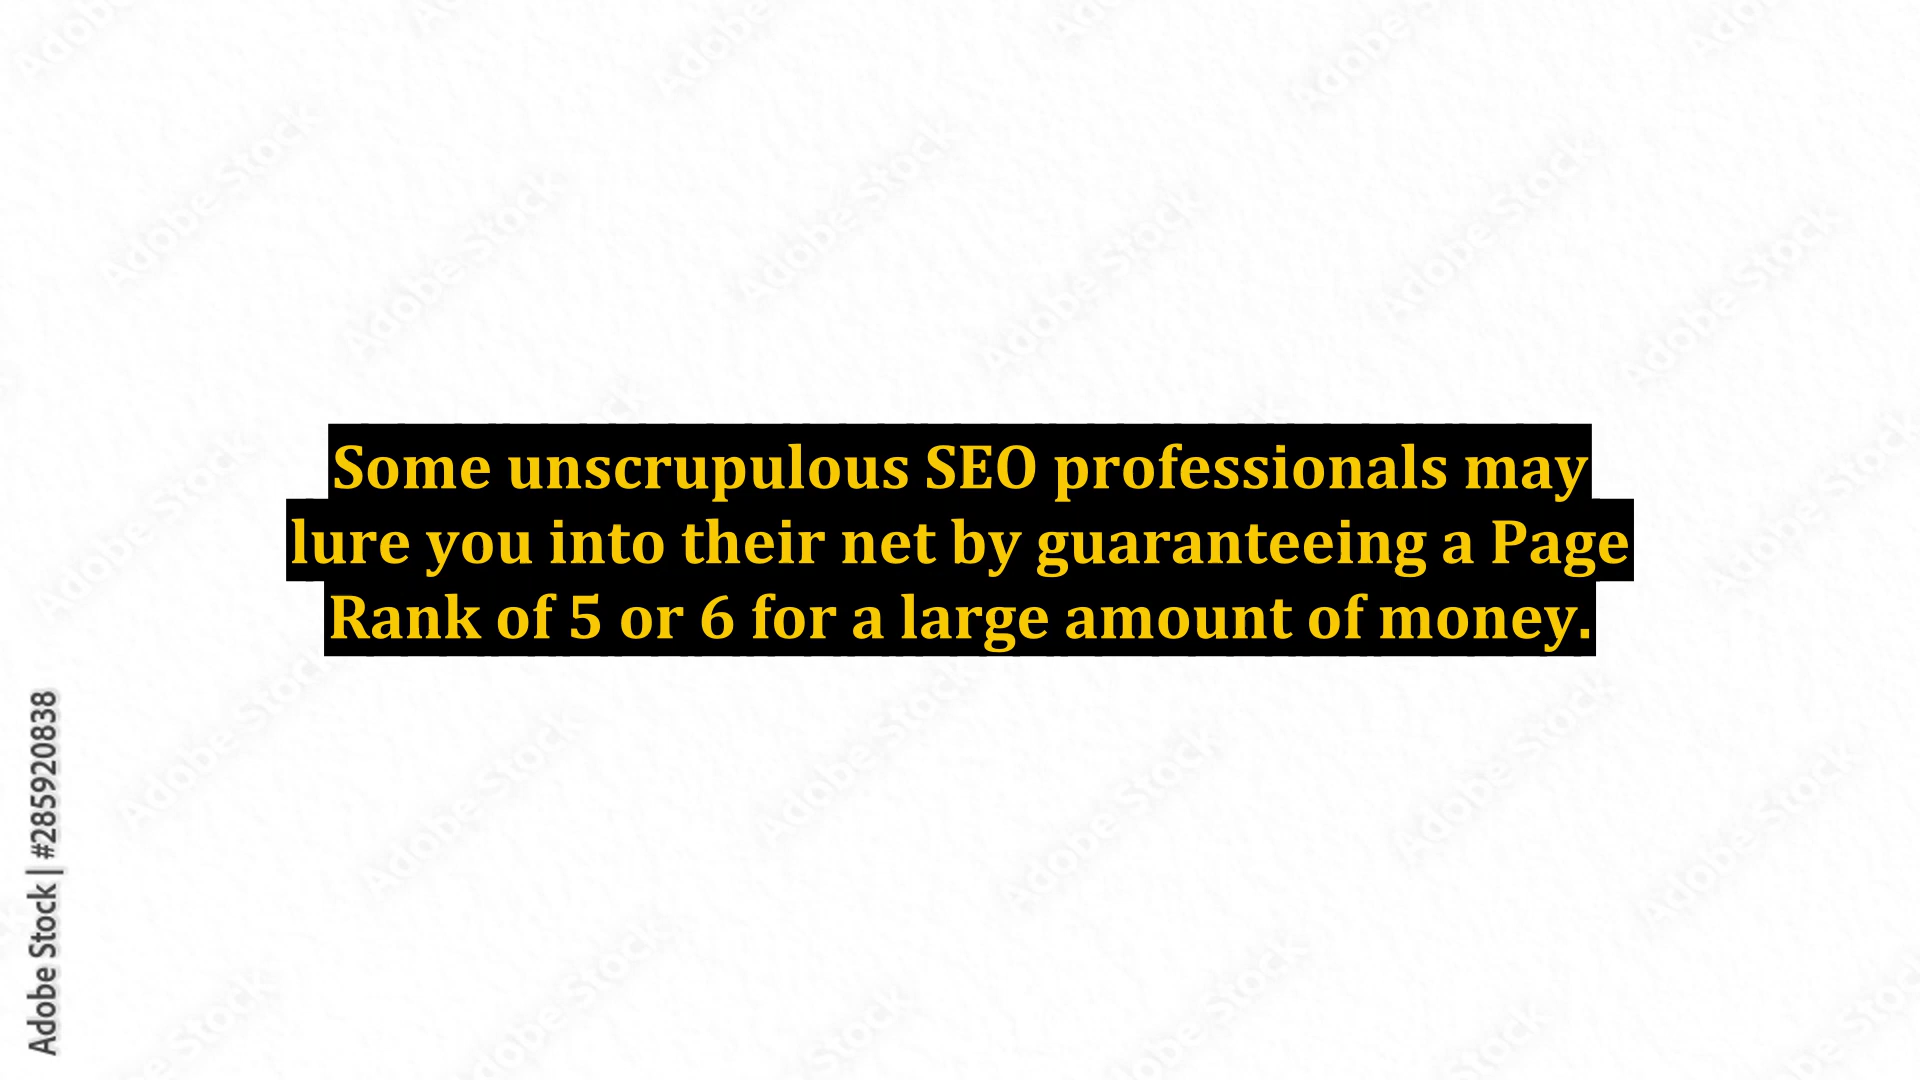 Some unscrupulous SEO professionals may
lure you into their net by guaranteeing a Page
Rank of 5 or 6 for a large amount of money.
Adobe Stock | #285920838